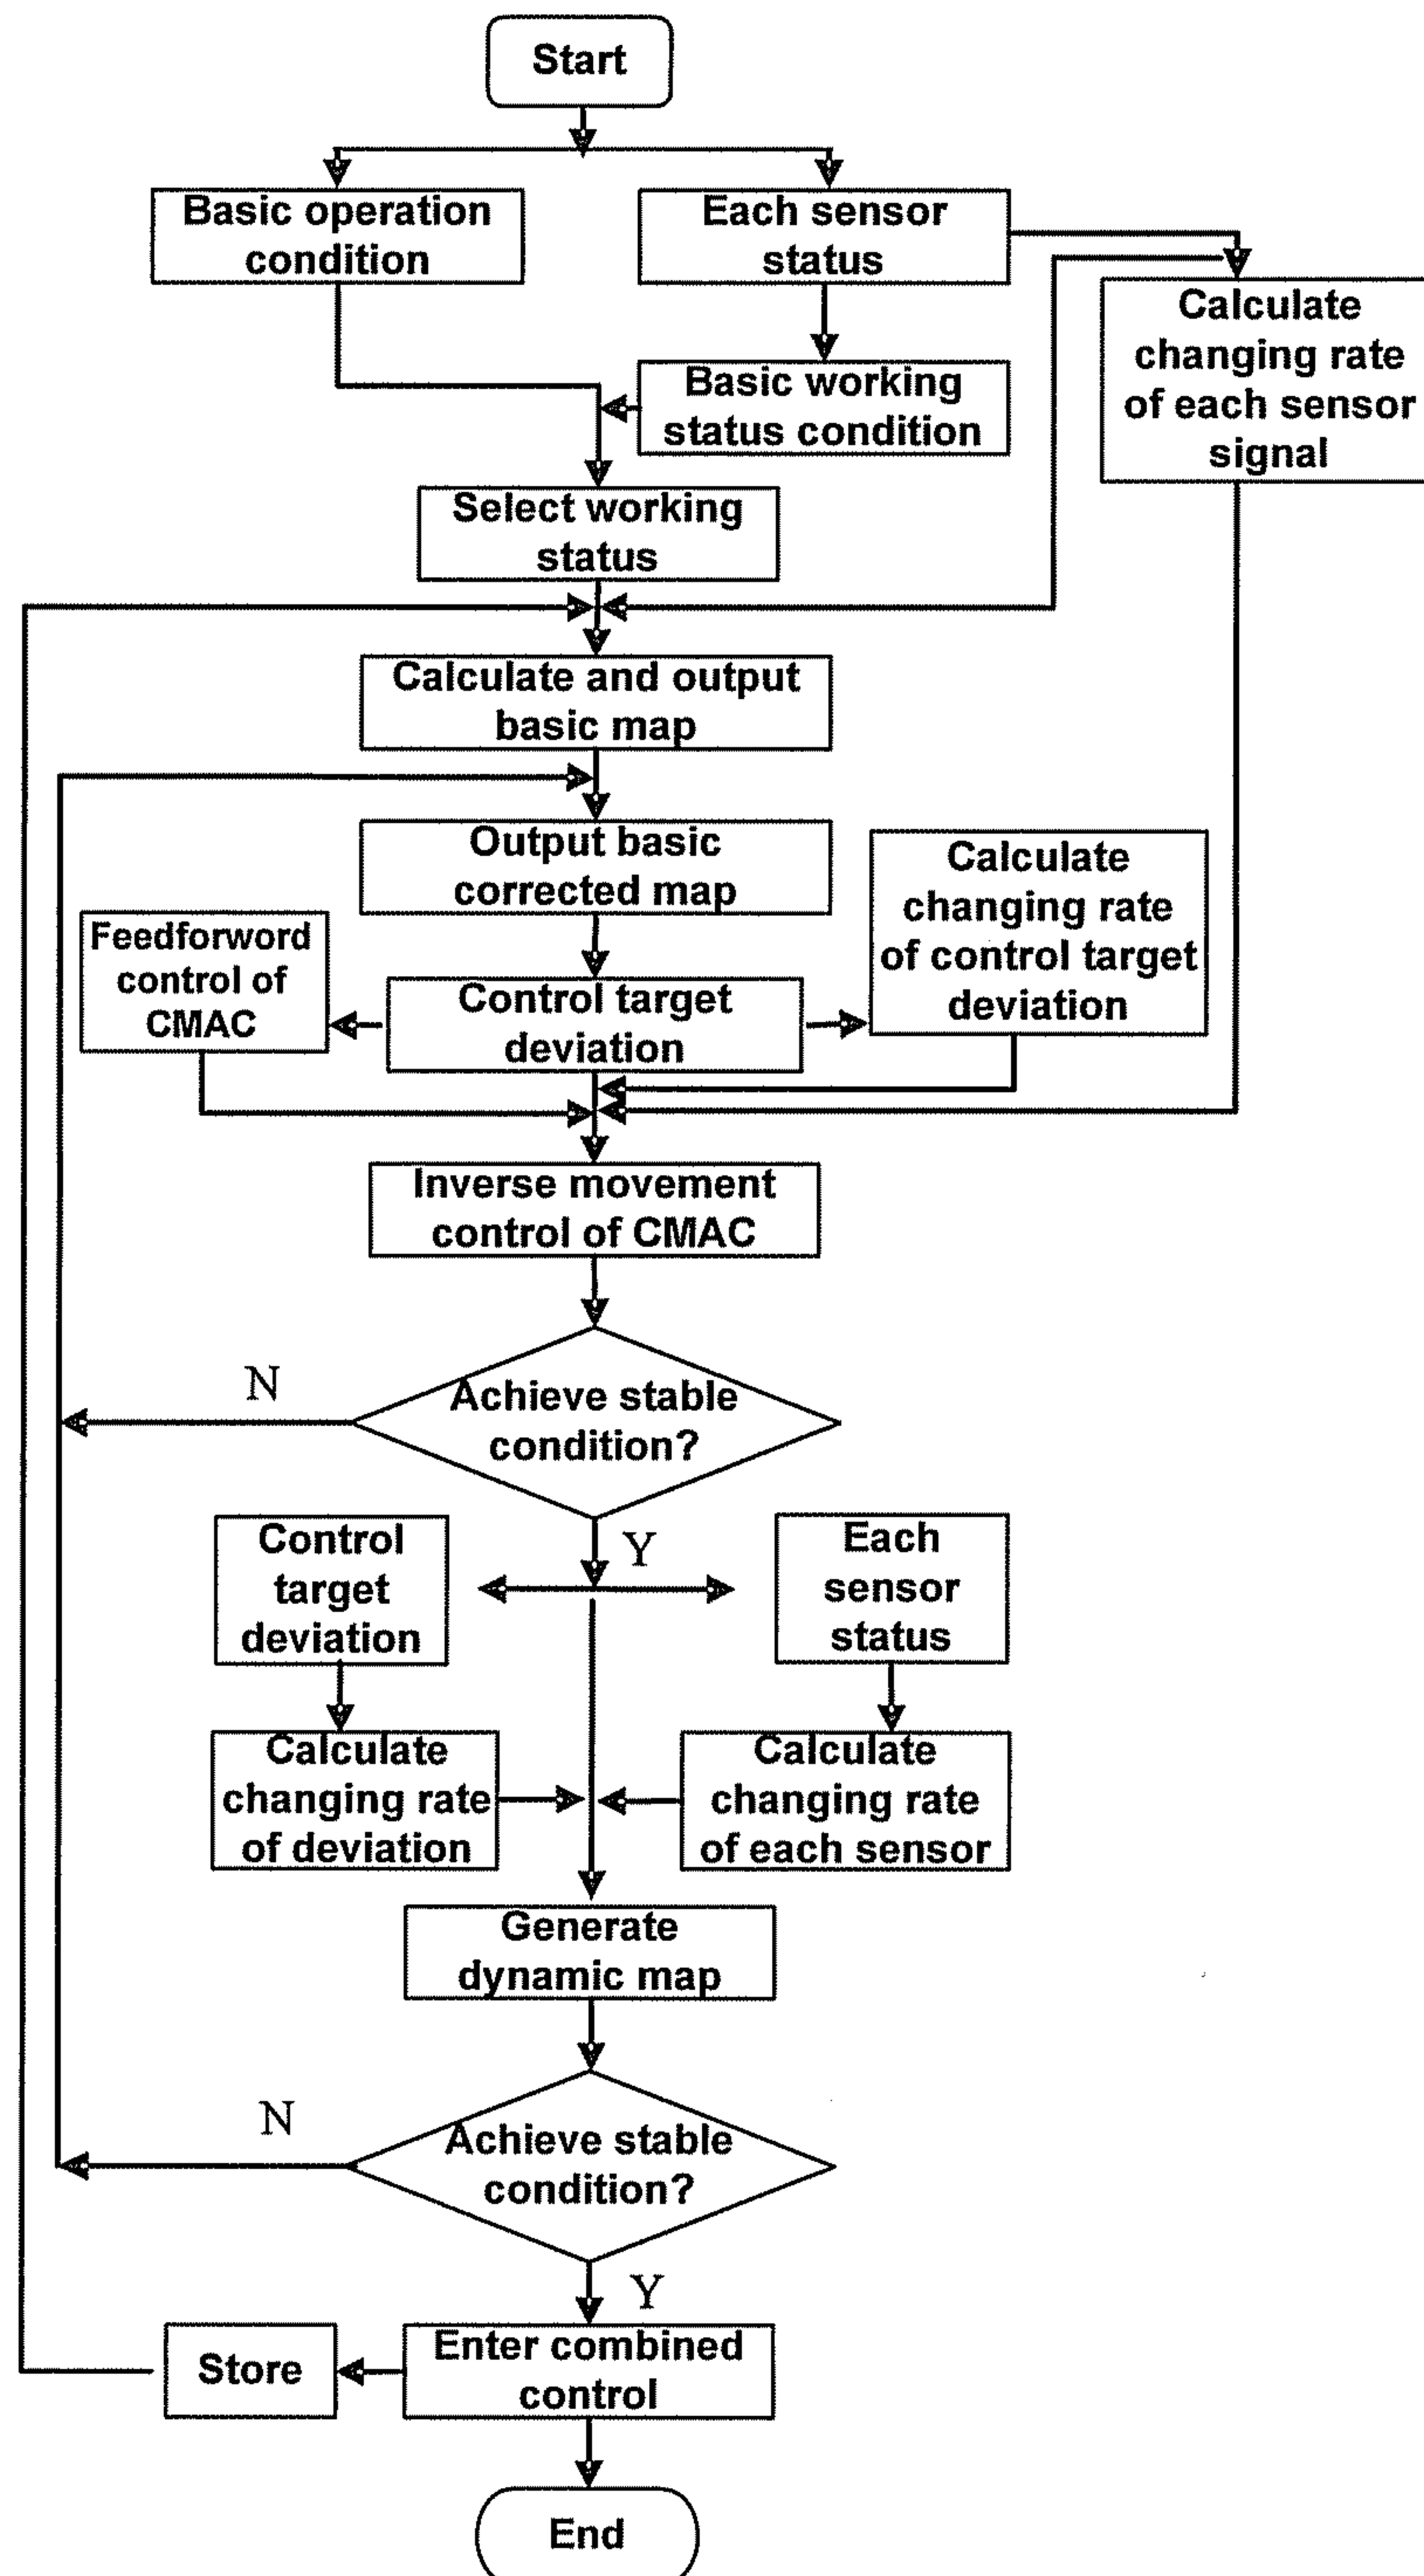 Start
Basic operation
condition
Each sensor
status
Calculate
changing rate
of each sensor
signal
Basic working
status condition
Select working
status
Calculate and output
basic map
Output basic
corrected map
Calculate
changing rate
of control target
deviation
Feedforword
control of
CMAC
Control target
deviation
Inverse movement
control of CMAC
N
Achieve stable
condition?
Y
Control
target
deviation
Each
sensor
status
Calculate
changing rate
of deviation
Calculate
changing rate
of each sensor
Generate
dynamic map
N
Achieve stable
condition?
Y
Store
Enter combined
control
End